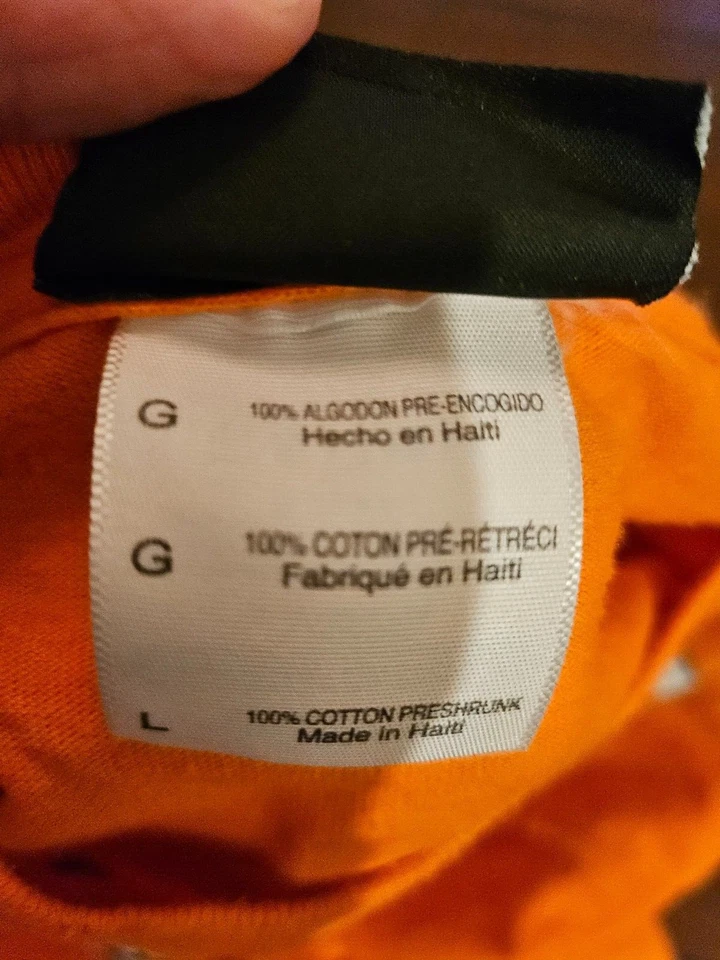 G 100% ALGODON PRE-ENCOGIDO
Hecho en Haiti
G 100% COTON PRÉ-RÉTRÉCI
Fabriqué en Haiti
L 100% COTTON PRESHRUNK
Made in Haiti